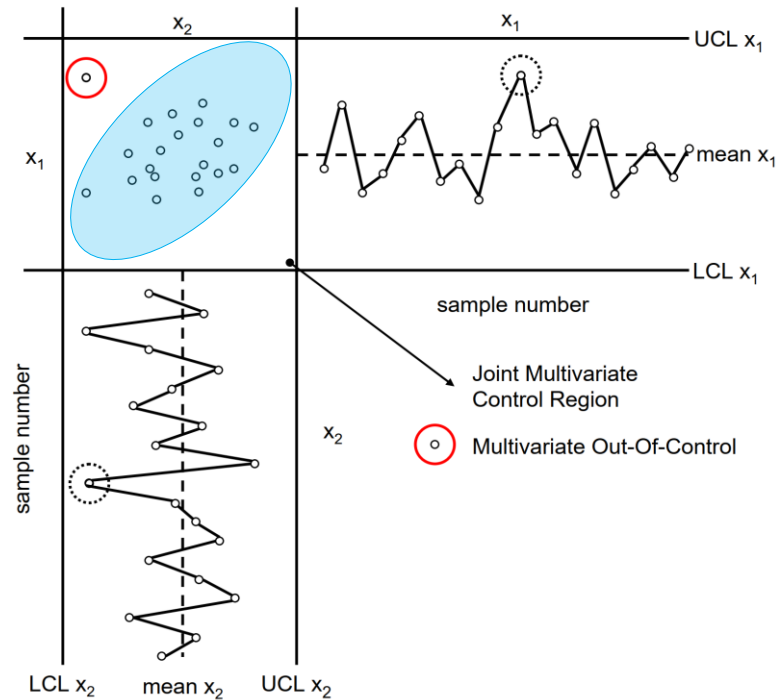 x2
x1
UCL x1
x1
mean x1
LCL x1
sample number
Joint Multivariate
Control Region
x2
Multivariate Out-Of-Control
sample number
LCL x2
mean x2
UCL x2